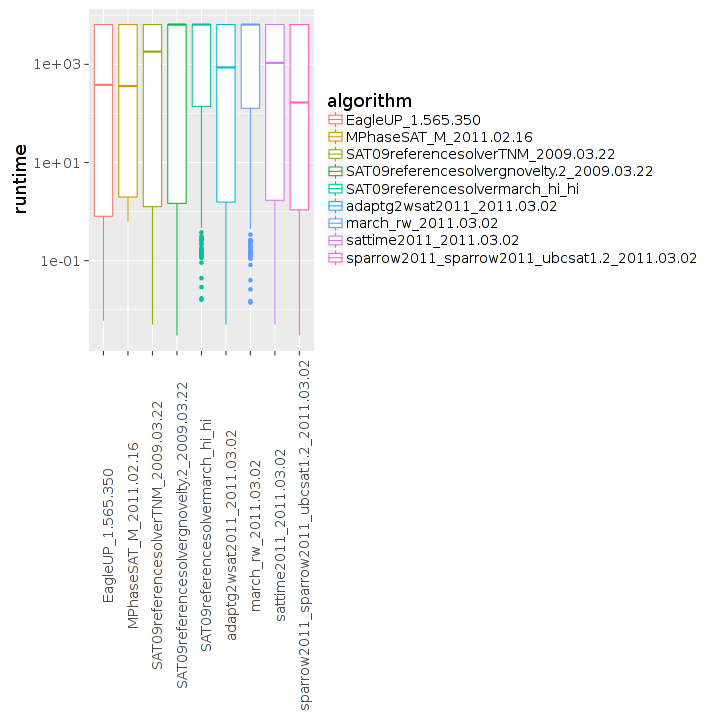 runtime
1e+03
1e+01
1e-01
algorithm
EagleUP_1.565.350
MPhaseSAT_M_2011.02.16
SAT09referencesolverTNM_2009.03.22
SAT09referencesolvergnovelty.2_2009.03.22
SAT09referencesolvermarch_hi_hi
adaptg2wsat2011_2011.03.02
march_rw_2011.03.02
sattime2011_2011.03.02
sparrow2011_sparrow2011_ubcsat1.2_2011.03.02
EagleUP_1.565.350
MPhaseSAT_M_2011.02.16
SAT09referencesolverTNM_2009.03.22
SAT09referencesolvergnovelty.2_2009.03.22
SAT09referencesolvermarch_hi_hi
adaptg2wsat2011_2011.03.02
march_rw_2011.03.02
sattime2011_2011.03.02
sparrow2011_sparrow2011_ubcsat1.2_2011.03.02